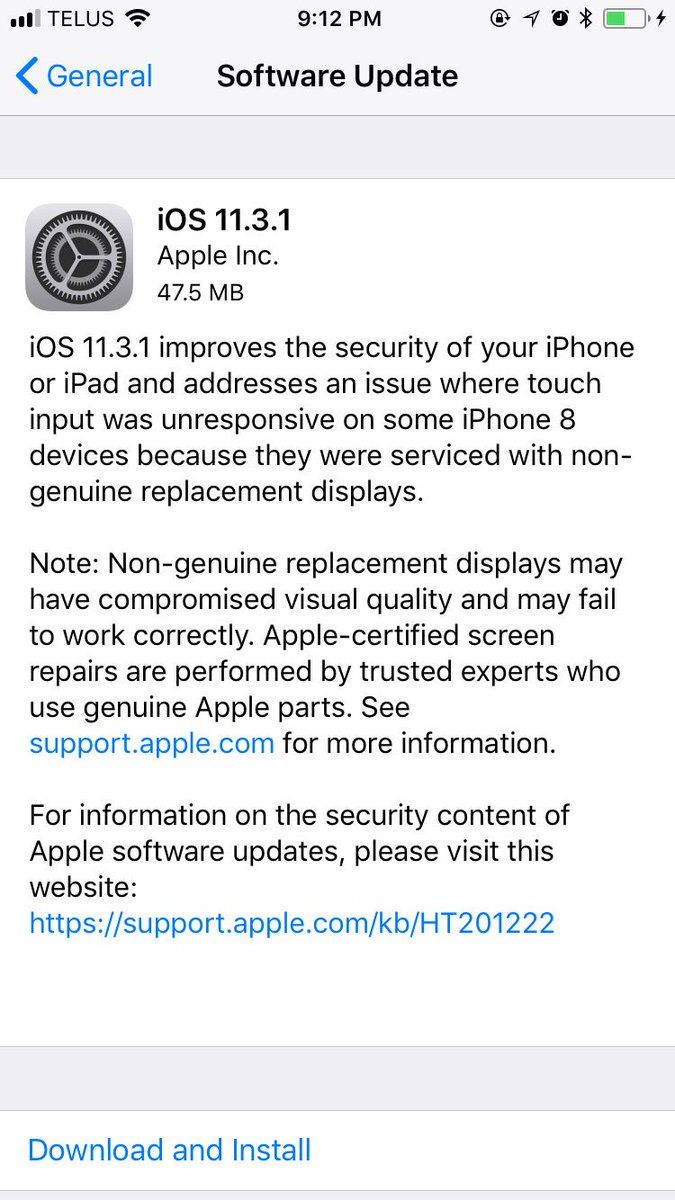 TELUS 9:12 PM
General Software Update
iOS 11.3.1
Apple Inc.
47.5 MB
iOS 11.3.1 improves the security of your iPhone
or iPad and addresses an issue where touch
input was unresponsive on some iPhone 8
devices because they were serviced with non-
genuine replacement displays.
Note: Non-genuine replacement displays may
have compromised visual quality and may fail
to work correctly. Apple-certified screen
repairs are performed by trusted experts who
use genuine Apple parts. See
support.apple.com for more information.
For information on the security content of
Apple software updates, please visit this
website:
https://support.apple.com/kb/HT201222
Download and Install